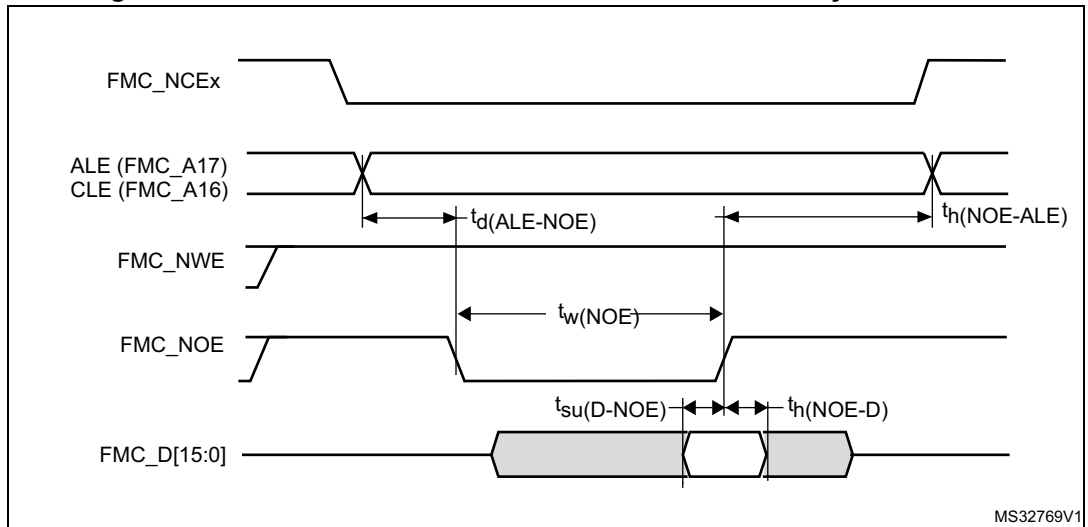 FMC_NCEx
ALE (FMC_A17)
CLE (FMC_A16)
td(ALE-NOE)
th(NOE-ALE)
FMC_NWE
tw(NOE)
FMC_NOE
tsu(D-NOE)
th(NOE-D)
FMC_D[15:0]
MS32769V1